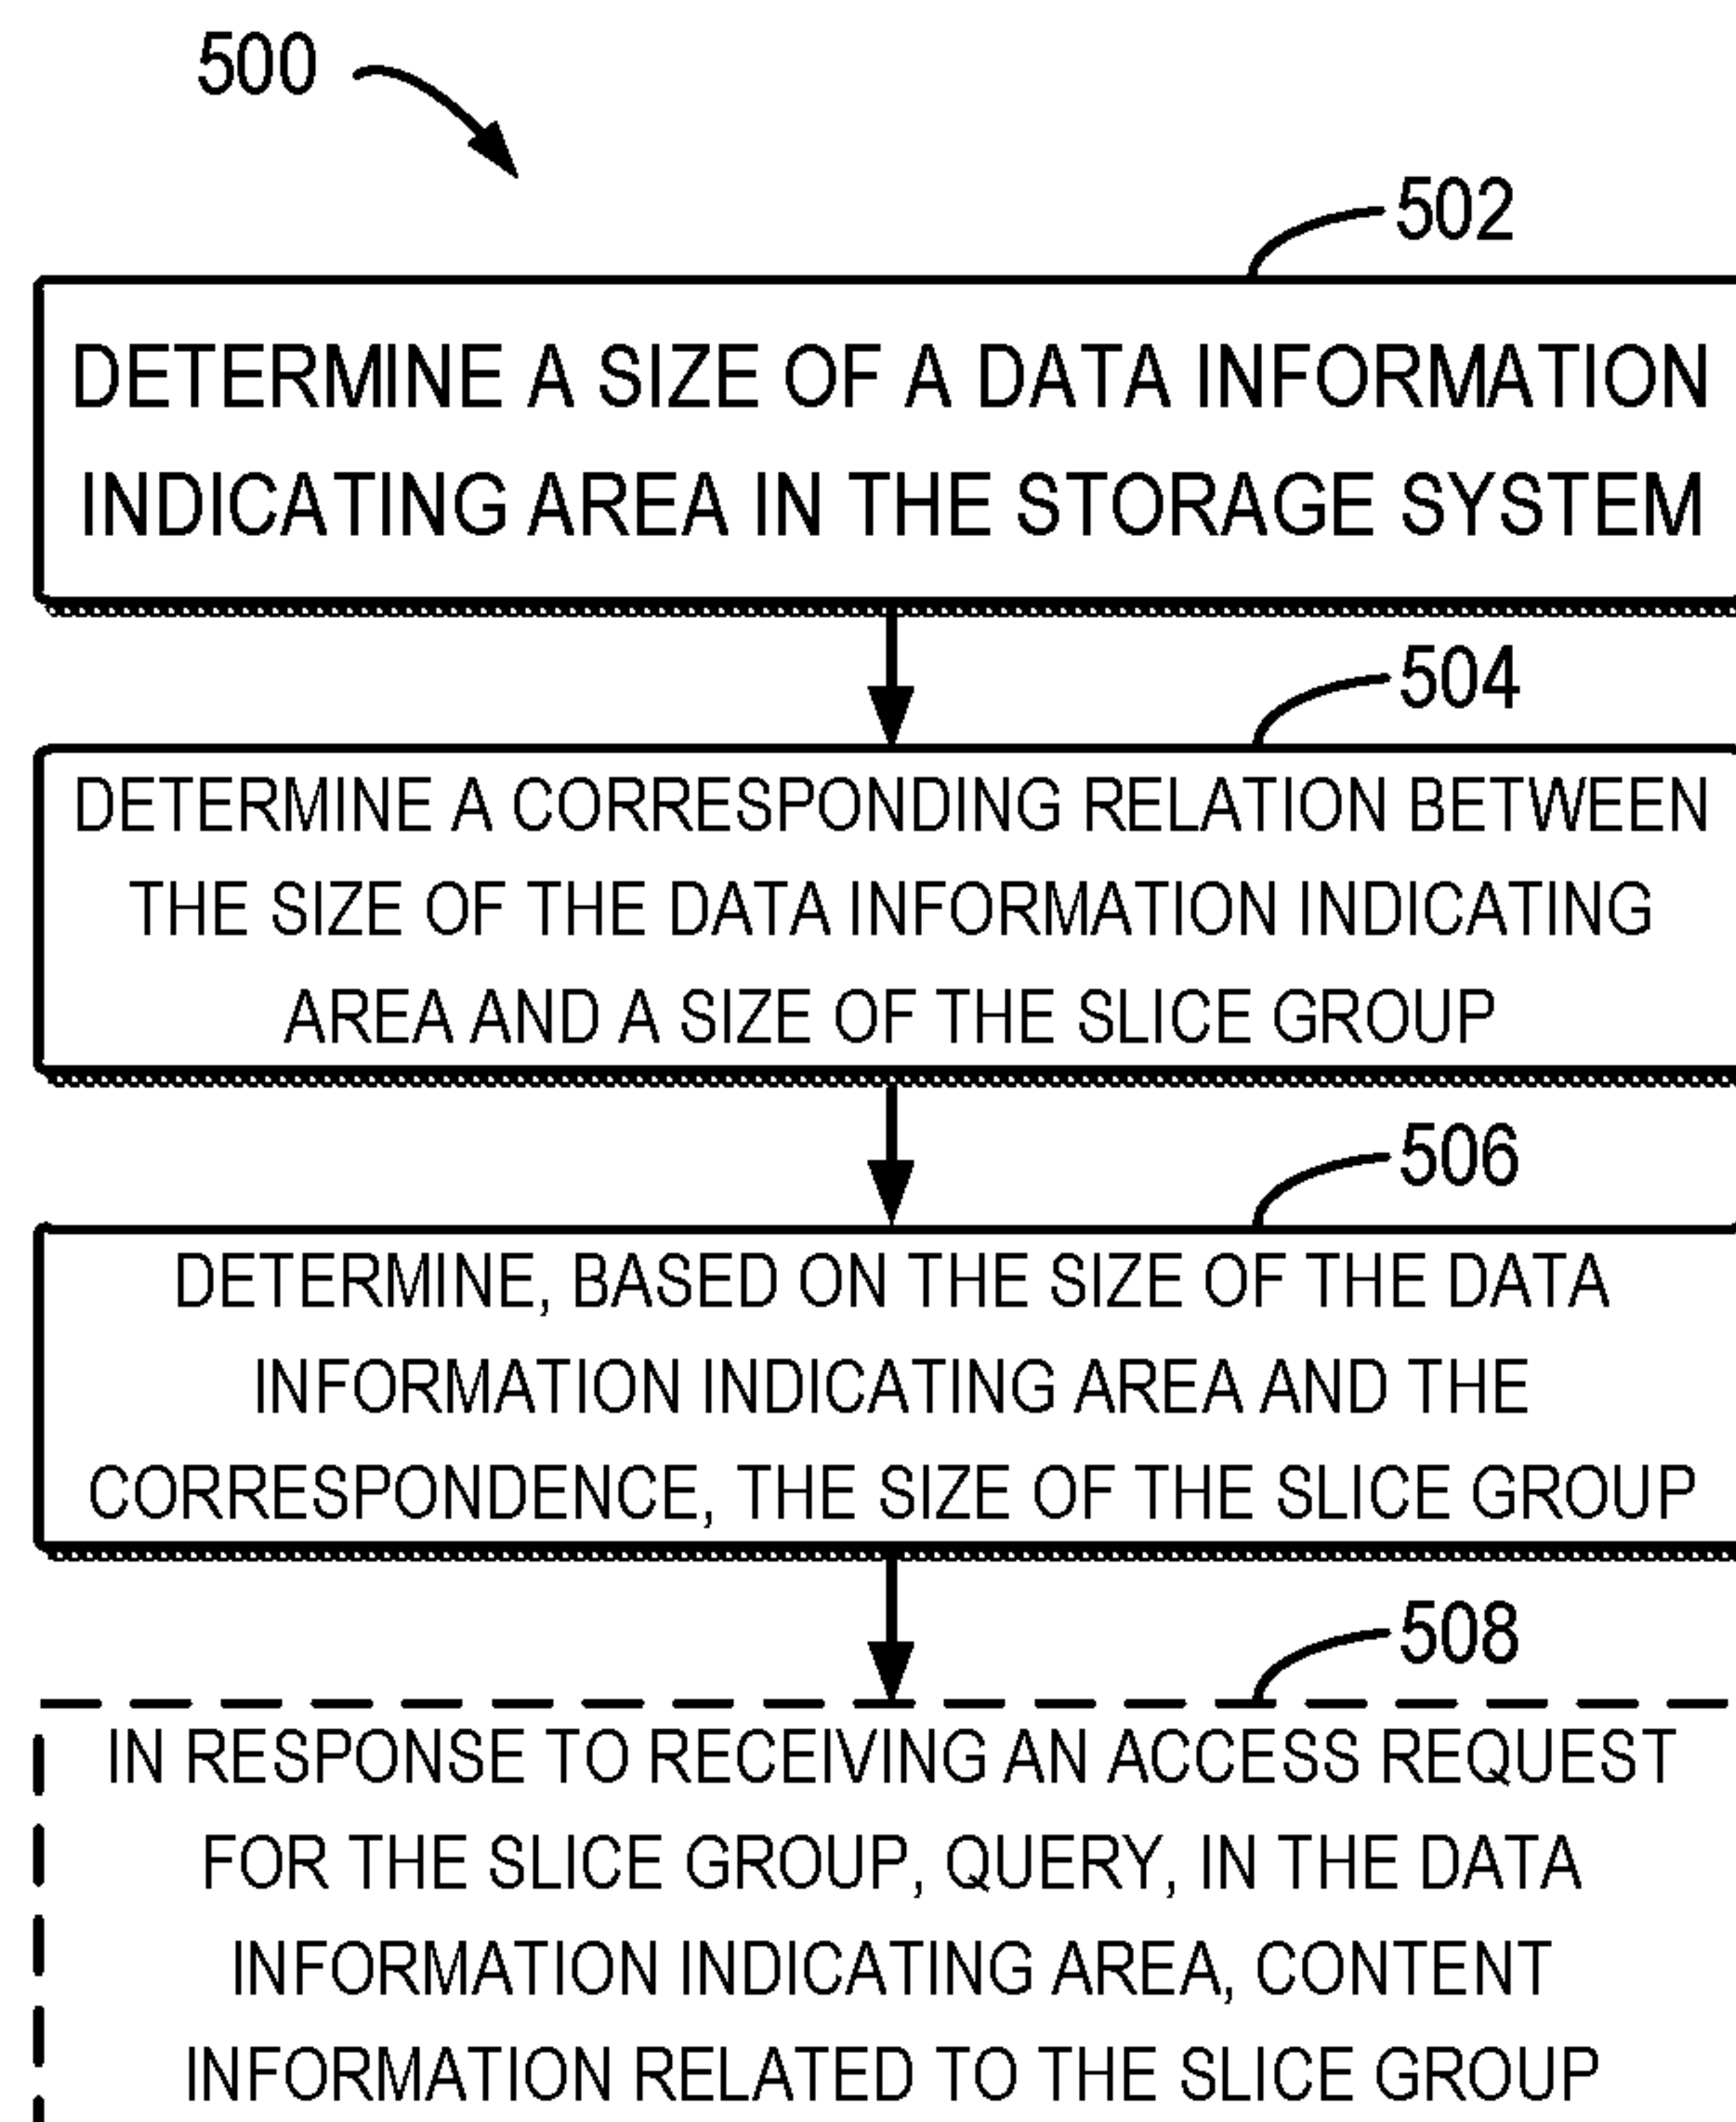 500
502
DETERMINE A SIZE OF A DATA INFORMATION
INDICATING AREA IN THE STORAGE SYSTEM
504
DETERMINE A CORRESPONDING RELATION BETWEEN
THE SIZE OF THE DATA INFORMATION INDICATING
AREA AND A SIZE OF THE SLICE GROUP
506
DETERMINE, BASED ON THE SIZE OF THE DATA
INFORMATION INDICATING AREA AND THE
CORRESPONDENCE, THE SIZE OF THE SLICE GROUP
508
IN RESPONSE TO RECEIVING AN ACCESS REQUEST
FOR THE SLICE GROUP, QUERY, IN THE DATA
INFORMATION INDICATING AREA, CONTENT
INFORMATION RELATED TO THE SLICE GROUP